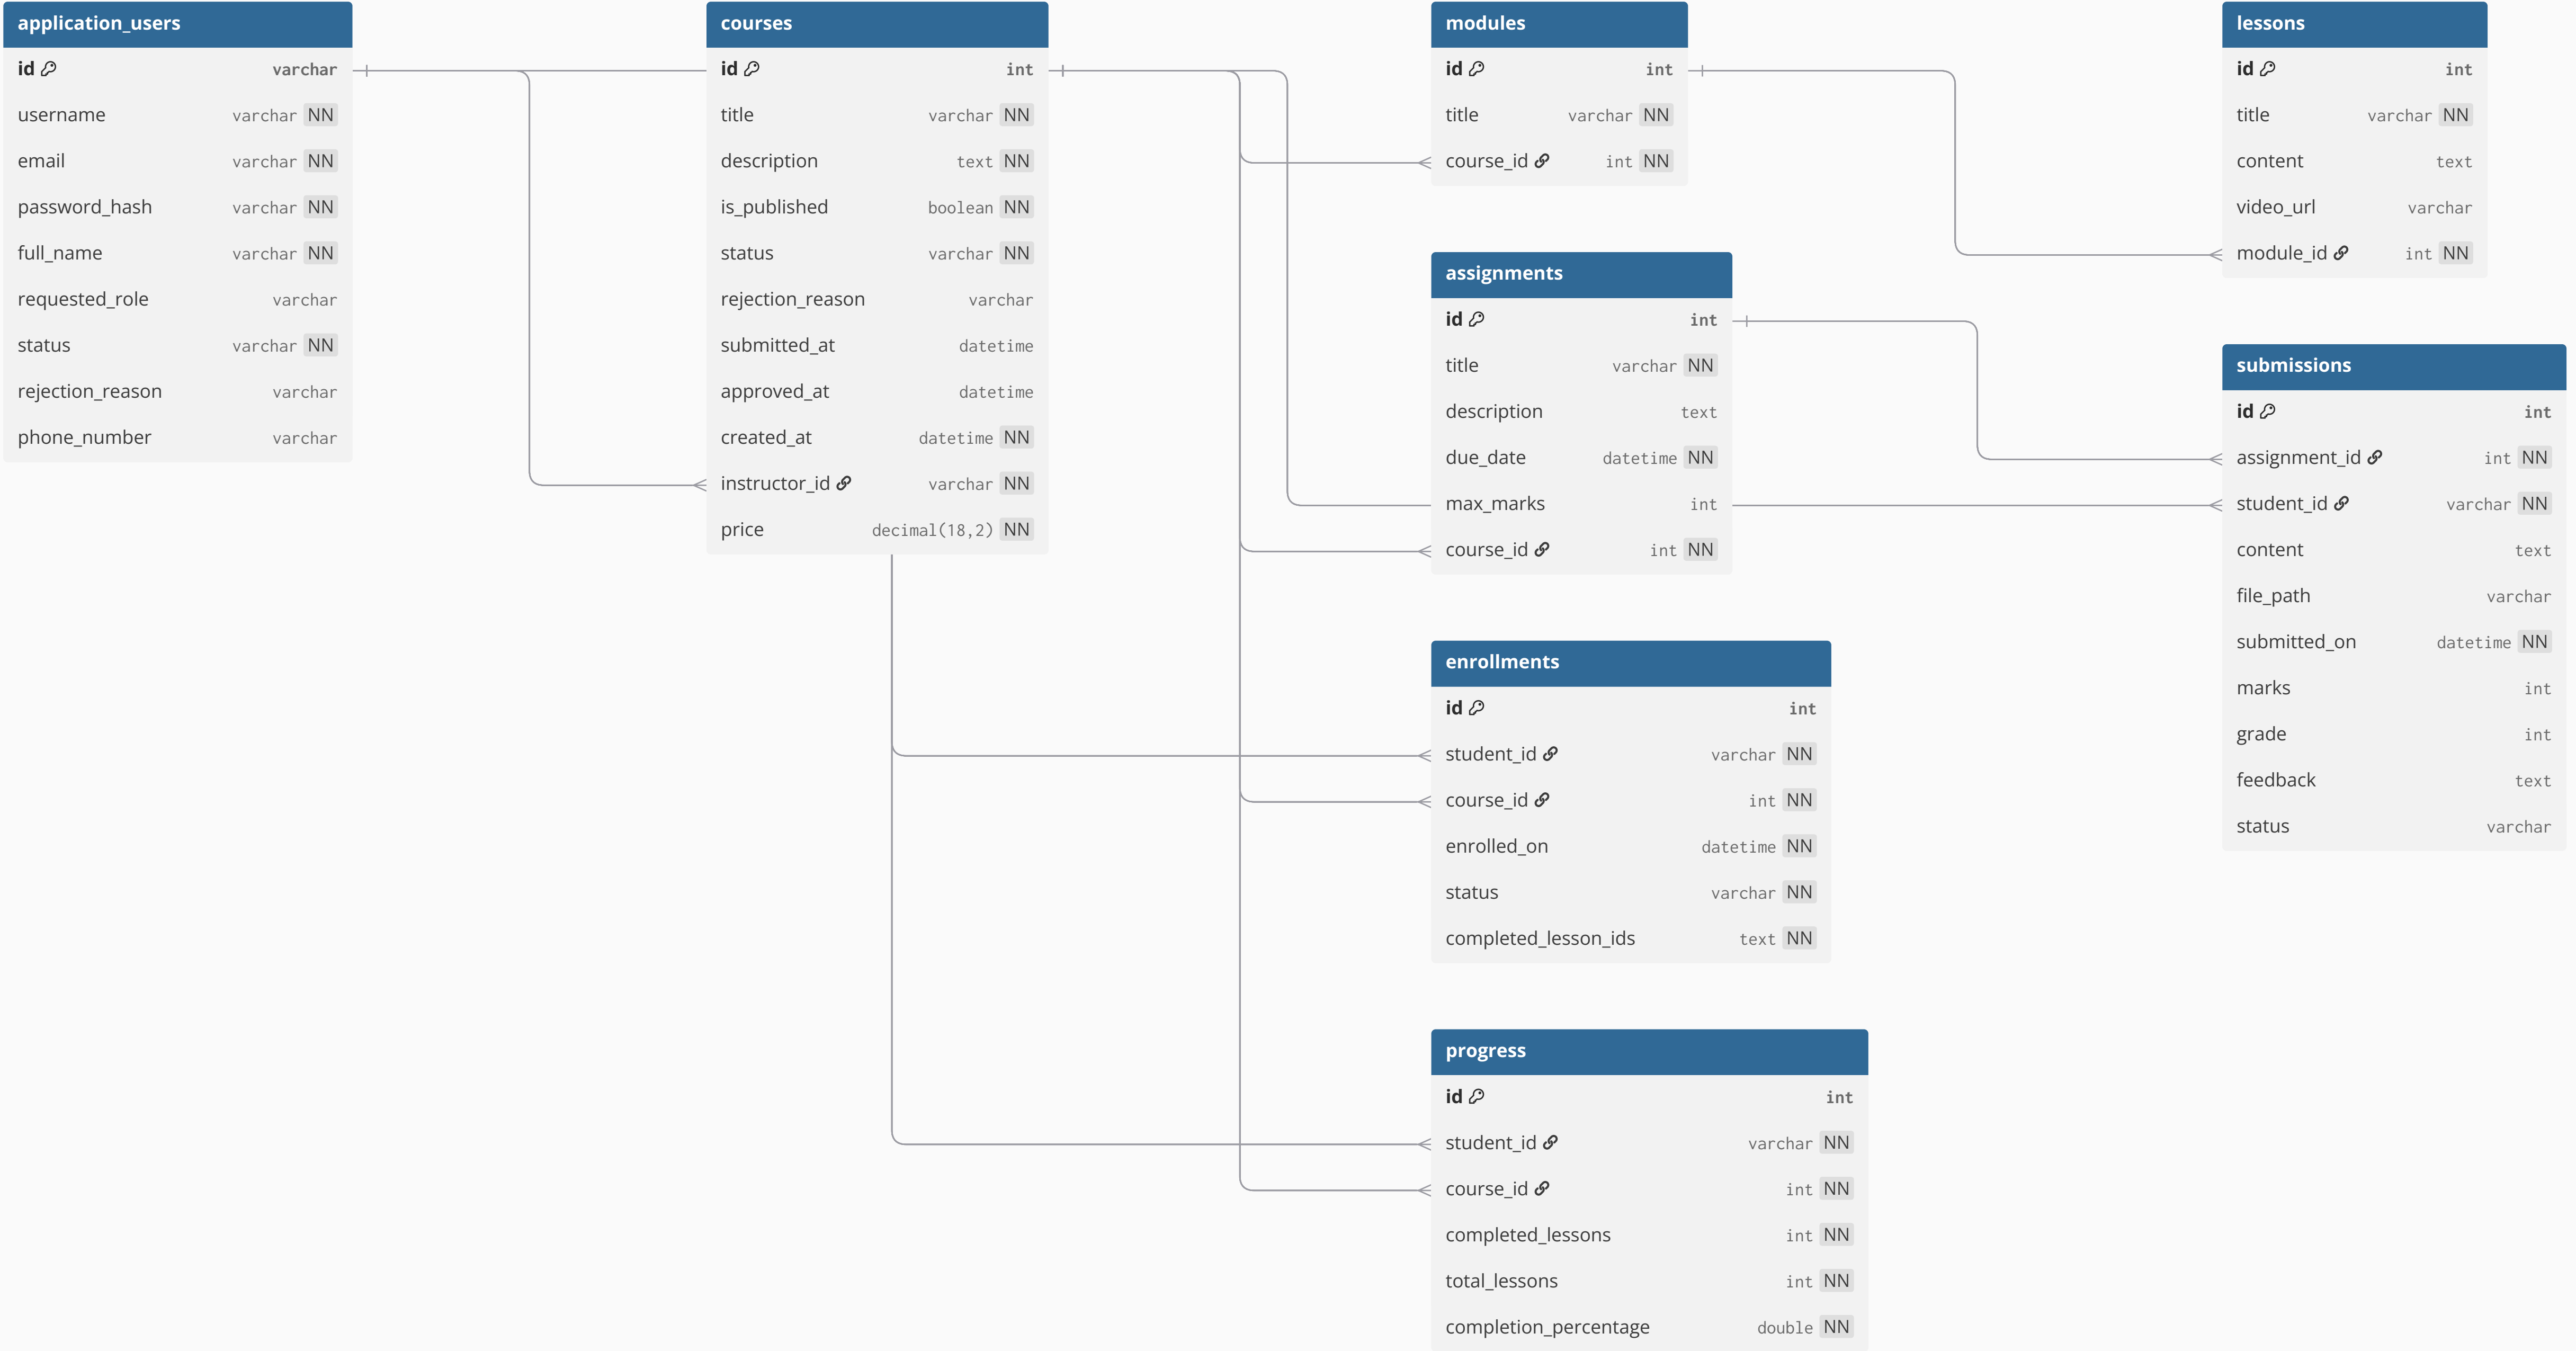 application_users
id varchar
username varchar NN
email varchar NN
password_hash varchar NN
full_name varchar NN
requested_role varchar
status varchar NN
rejection_reason varchar
phone_number varchar
courses
id int
title varchar NN
description text NN
is_published boolean NN
status varchar NN
rejection_reason varchar
submitted_at datetime
approved_at datetime
created_at datetime NN
instructor_id varchar NN
price decimal(18,2) NN
modules
id int
title varchar NN
course_id int NN
assignments
id int
title varchar NN
description text
due_date datetime NN
max_marks int
course_id int NN
enrollments
id int
student_id varchar NN
course_id int NN
enrolled_on datetime NN
status varchar NN
completed_lesson_ids text NN
progress
id int
student_id varchar NN
course_id int NN
completed_lessons int NN
total_lessons int NN
completion_percentage double NN
lessons
id int
title varchar NN
content text
video_url varchar
module_id int NN
submissions
id int
assignment_id int NN
student_id varchar NN
content text
file_path varchar
submitted_on datetime NN
marks int
grade int
feedback text
status varchar